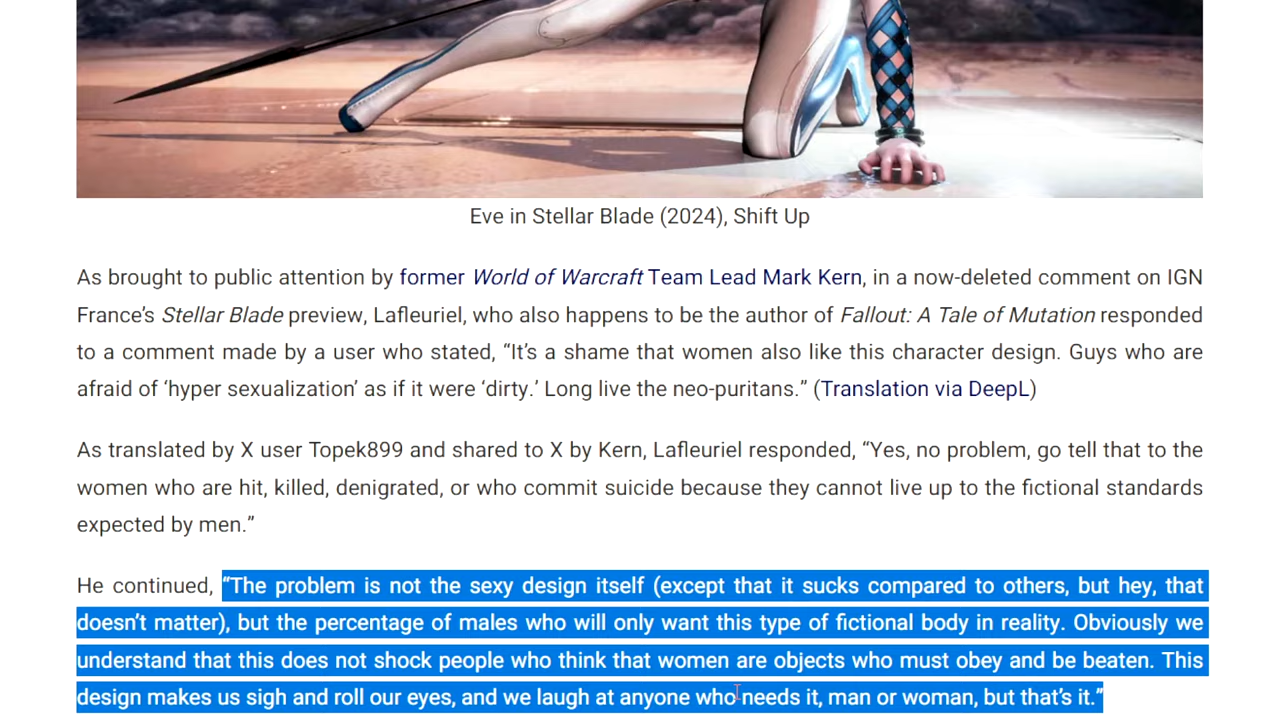 Eve in Stellar Blade (2024), Shift Up
As brought to public attention by former World of Warcraft Team Lead Mark Kern, in a now-deleted comment on IGN
France’s Stellar Blade preview, Lafleuriel, who also happens to be the author of Fallout: A Tale of Mutation responded
to a comment made by a user who stated, “It’s a shame that women also like this character design. Guys who are
afraid of ‘hyper sexualization’ as if it were ‘dirty.’ Long live the neo-puritans.” (Translation via DeepL)
As translated by X user Topek899 and shared to X by Kern, Lafleuriel responded, “Yes, no problem, go tell that to the
women who are hit, killed, denigrated, or who commit suicide because they cannot live up to the fictional standards
expected by men.”
He continued, “The problem is not the sexy design itself (except that it sucks compared to others, but hey, that
doesn’t matter), but the percentage of males who will only want this type of fictional body in reality. Obviously we
understand that this does not shock people who think that women are objects who must obey and be beaten. This
design makes us sigh and roll our eyes, and we laugh at anyone who needs it, man or woman, but that’s it.”